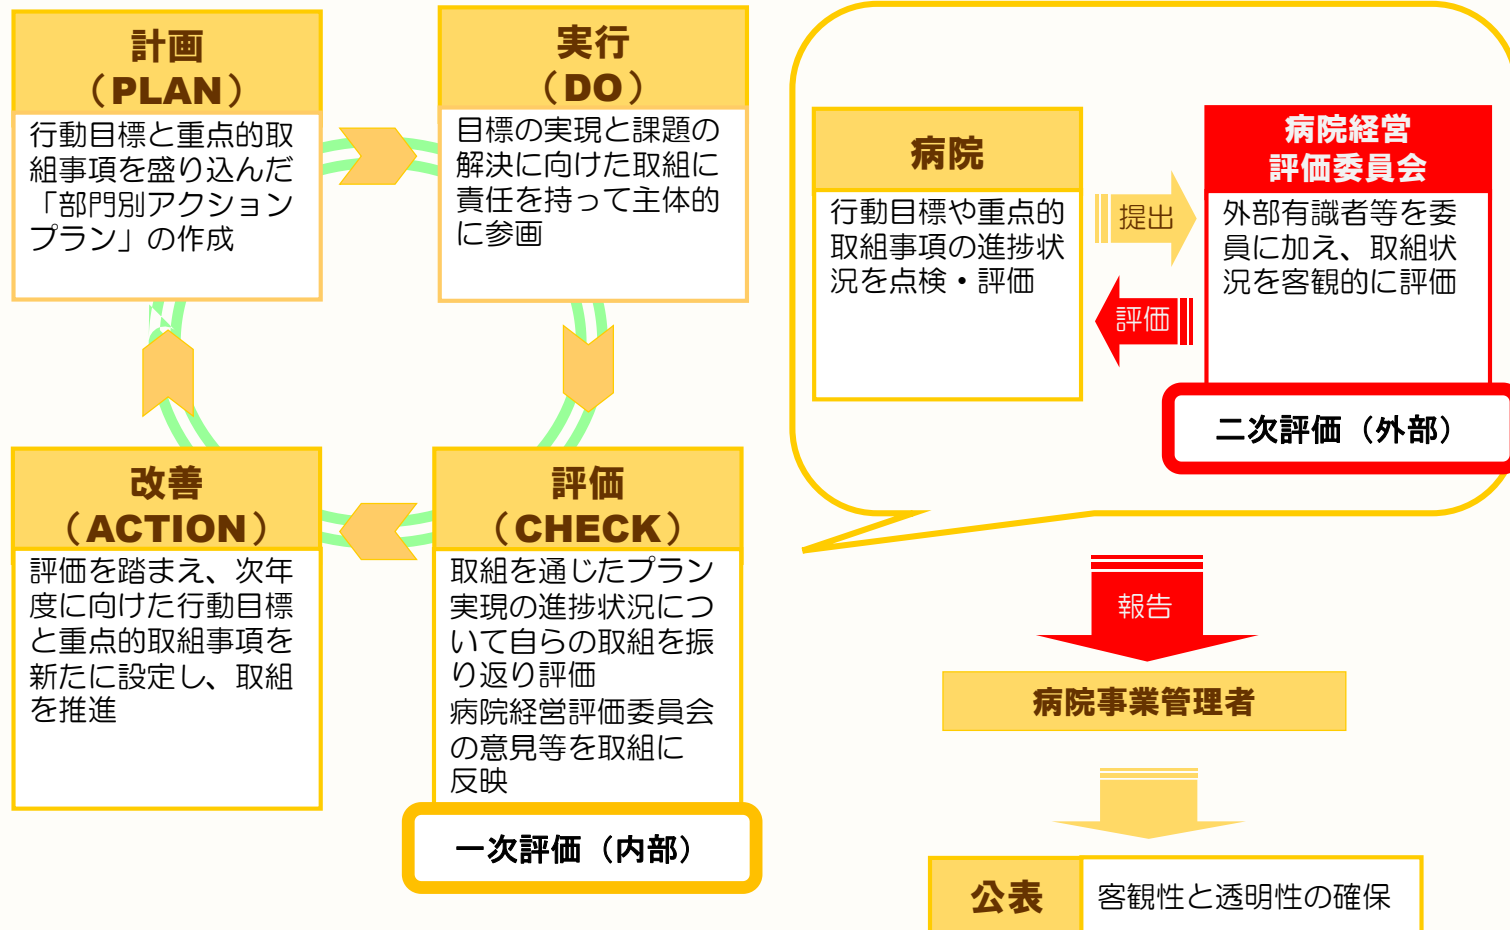 計画
（PLAN）
行動目標と重点的取
組事項を盛り込んだ
「部門別アクション
プラン」の作成
実行
（DO）
目標の実現と課題の
解決に向けた取組に
責任を持って主体的
に参画
改善
（ACTION）
評価を踏まえ、次年
度に向けた行動目標
と重点的取組事項を
新たに設定し、取組
を推進
評価
（CHECK）
取組を通じたプラン
実現の進捗状況につ
いて自らの取組を振
り返り評価
病院経営評価委員会
の意見等を取組に
反映
一次評価（内部）
病院
行動目標や重点的
取組事項の進捗状
況を点検・評価
提出
評価
病院経営
評価委員会
外部有識者等を委
員に加え、取組状
況を客観的に評価
二次評価（外部）
報告
病院事業管理者
公表
客観性と透明性の確保